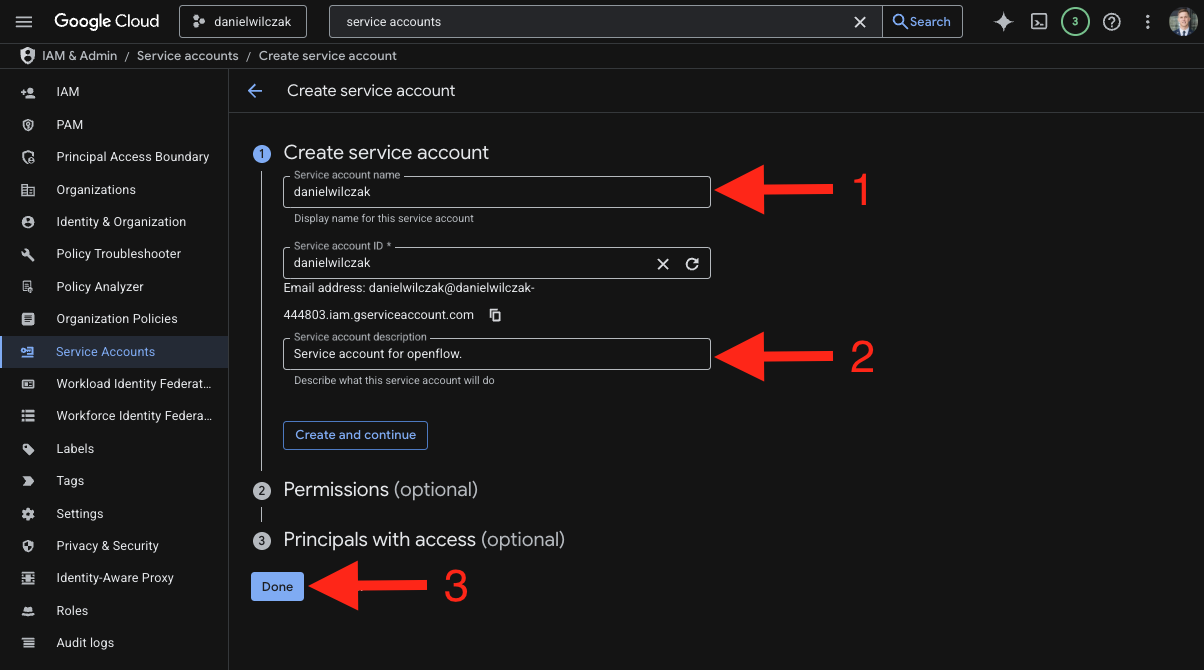 Google Cloud
danielwilczak
service accounts
Search
3
IAM & Admin / Service accounts / Create service account
IAM
PAM
Principal Access Boundary
Organizations
Identity & Organization
Policy Troubleshooter
Policy Analyzer
Organization Policies
Service Accounts
Workload Identity Federat...
Workforce Identity Federa...
Labels
Tags
Settings
Privacy & Security
Identity-Aware Proxy
Roles
Audit logs
Create service account
1 Create service account
Service account name
danielwilczak
1
Display name for this service account
Service account ID *
danielwilczak
Email address: danielwilczak@danielwilczak-
444803.iam.gserviceaccount.com
Service account description
Service account for openflow.
2
Describe what this service account will do
Create and continue
2 Permissions (optional)
3 Principals with access (optional)
Done
3